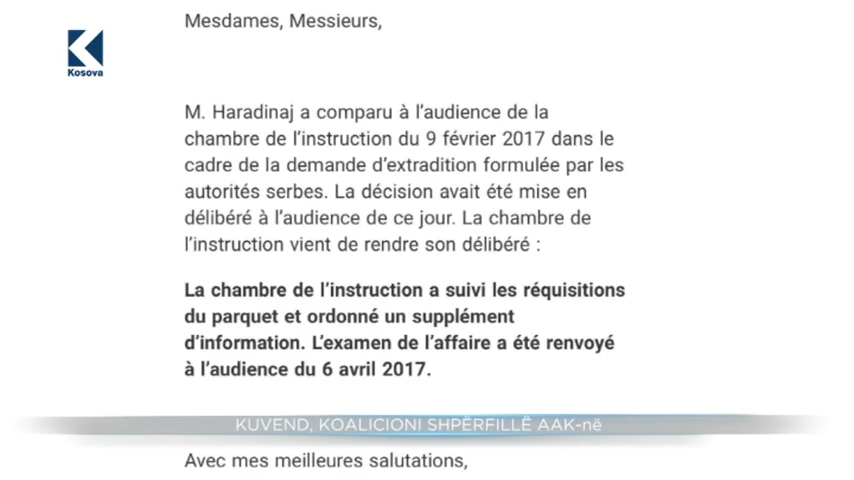 Mesdames, Messieurs,
Kosova
M. Haradinaj a comparu à l'audience de la
chambre de l'instruction du 9 février 2017 dans le
cadre de la demande d'extradition formulée par les
autorités serbes. La décision avait été mise en
délibéré à l'audience de ce jour. La chambre de
l'instruction vient de rendre son délibéré :
La chambre de l'instruction a suivi les réquisitions
du parquet et ordonné un supplément
d'information. L'examen de l'affaire a été renvoyé
à l'audience du 6 avril 2017.
KUVEND, KOALICIONI SHPËRFILLË AAK-në
Avec mes meilleures salutations,